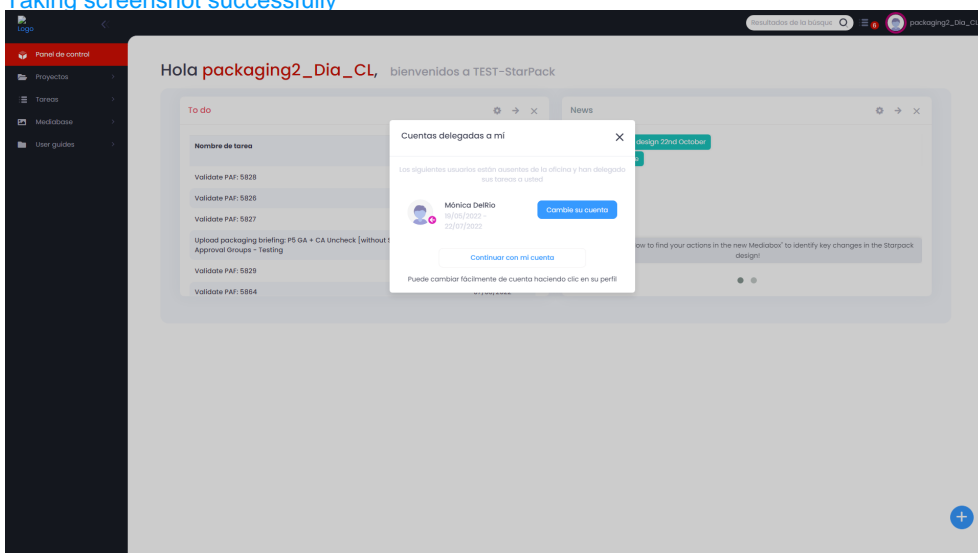 Taking screenshot successfully
Logo
Resultados de la búsque
6
packaging2_Dia_CL
Panel de control
Proyectos
Tareas
Mediabase
User guides
Hola packaging2_Dia_CL, bienvenidos a TEST-StarPack
To do
News
Nombre de tarea
Validate PAF: 5828
Validate PAF: 5826
Validate PAF: 5827
Upload packaging briefing: P5 GA + CA Uncheck [without
Approval Groups - Testing
Validate PAF: 5829
Validate PAF: 5864
Cuentas delegadas a mí
Los siguientes usuarios están ausentes de la oficina y han delegado
sus tareas a usted
Mónica DelRio
19/05/2022 -
22/07/2022
Cambie su cuenta
Continuar con mi cuenta
Puede cambiar fácilmente de cuenta haciendo clic en su perfil
design 22nd October
ow to find your actions in the new Mediabox" to identify key changes in the Starpack
design!